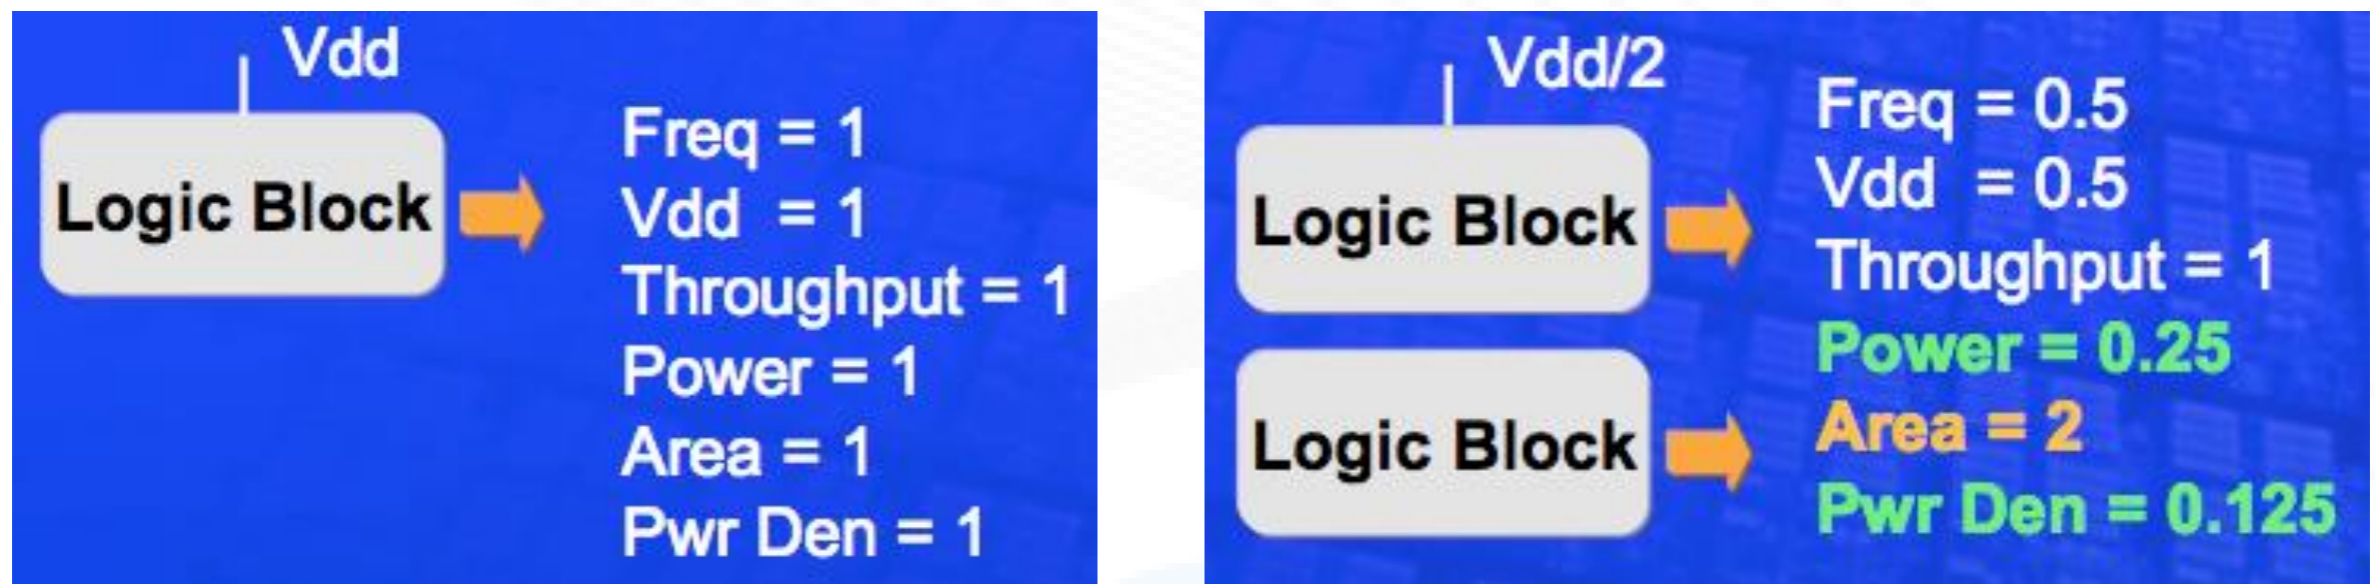 Vdd
Logic Block
Freq = 1
Vdd = 1
Throughput = 1
Power = 1
Area = 1
Pwr Den = 1
Vdd/2
Logic Block
Logic Block
Freq = 0.5
Vdd = 0.5
Throughput = 1
Power = 0.25
Area = 2
Pwr Den = 0.125